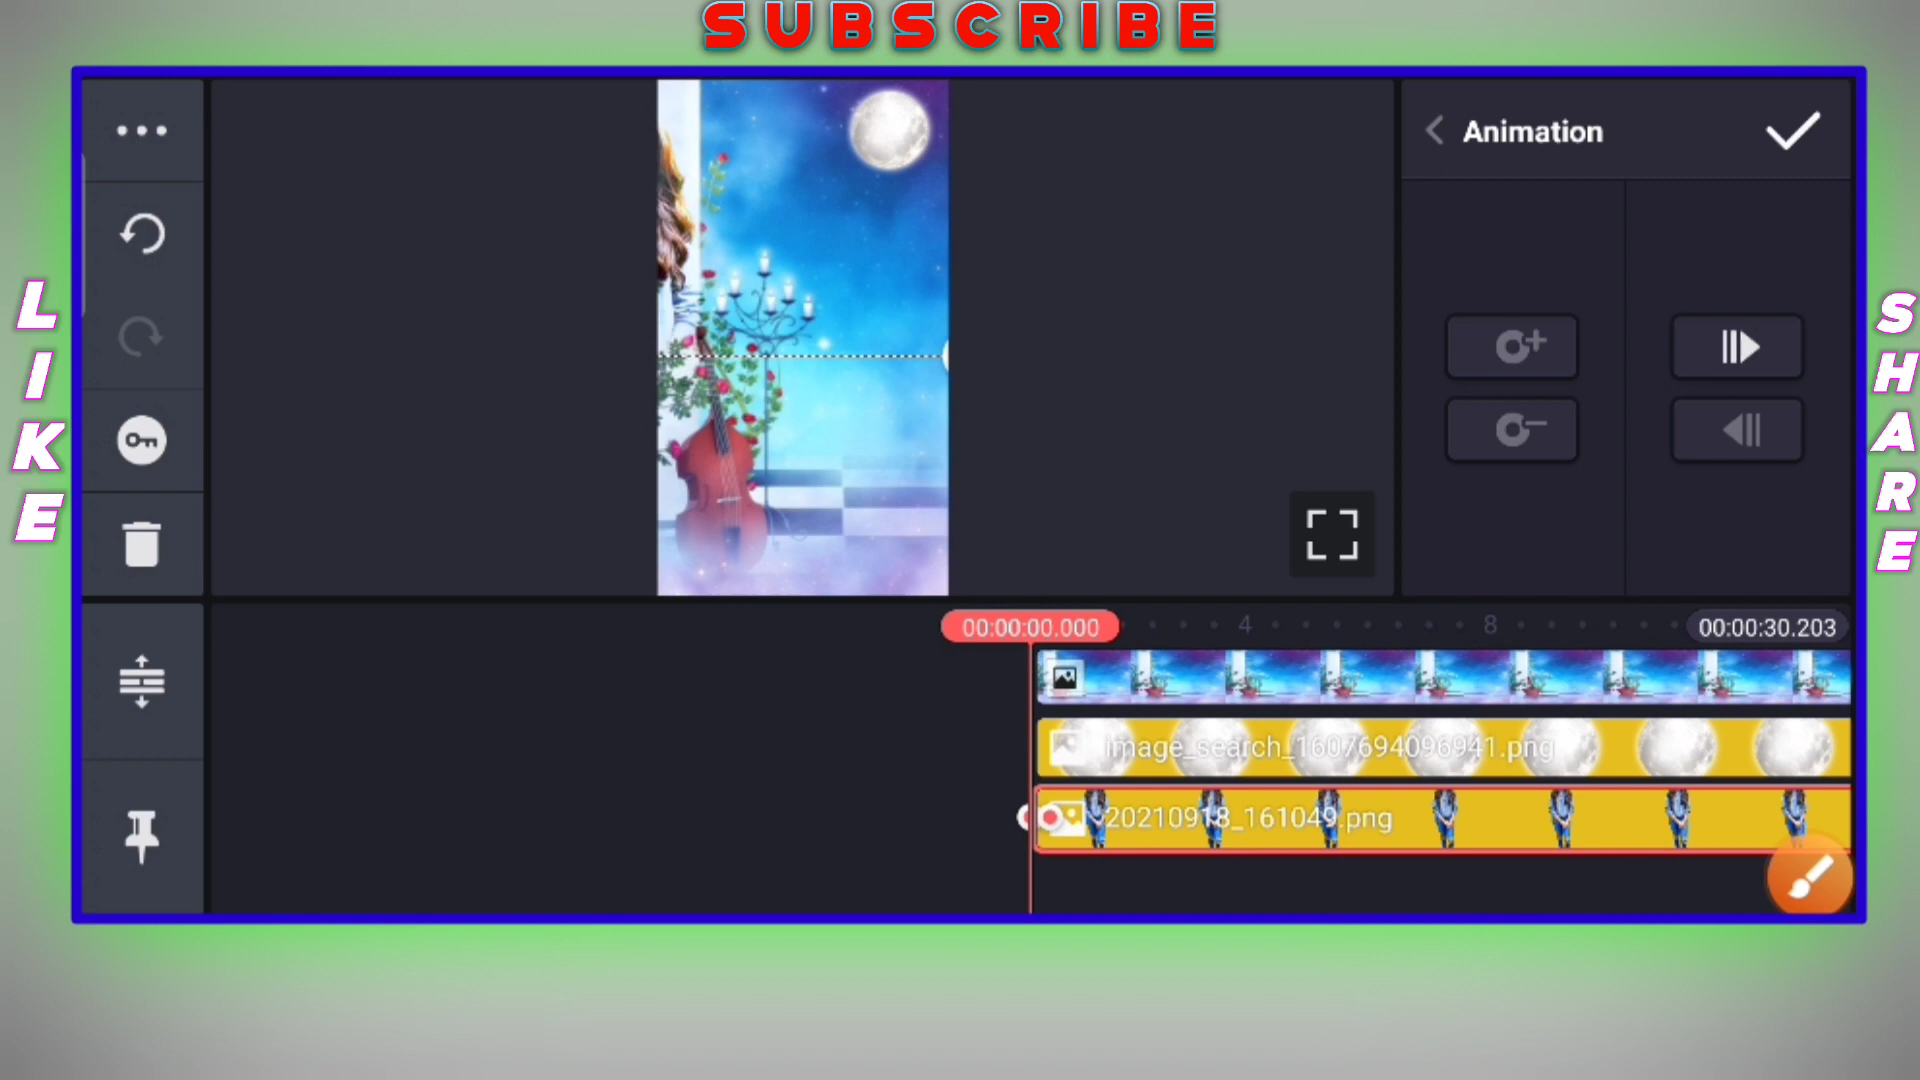 SUBSCRIBE
LIKE
SHARE
Animation
00:00:00.000
4
8
00:00:30.203
image_search_1607694096941.png
20210918_161049.png